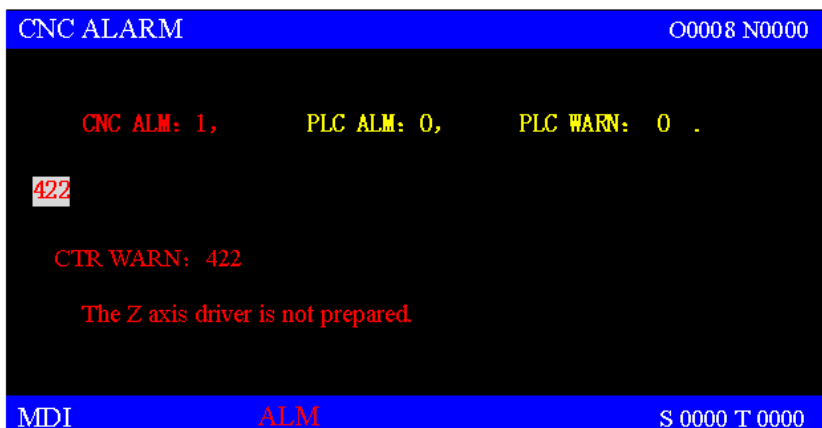 CNC ALARM O0008 N0000
CNC ALM：1, PLC ALM：0, PLC WARN： 0 .
422
CTR WARN：422
The Z axis driver is not prepared.
MDI ALM S 0000 T 0000